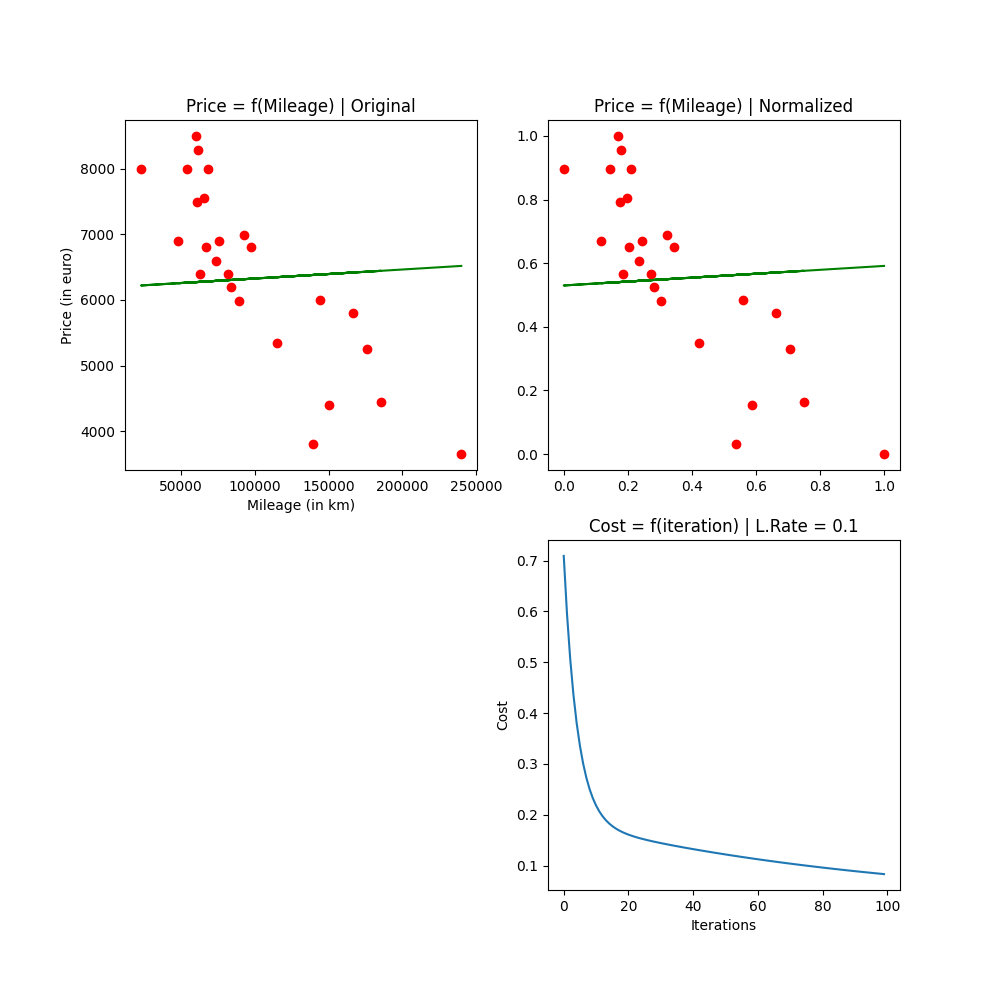 Price = f(Mileage) | Original
8000
7000
6000
5000
4000
Price (in euro)
50000 100000 150000 200000 250000
Mileage (in km)
Price = f(Mileage) | Normalized
1.0
0.8
0.6
0.4
0.2
0.0
0.0 0.2 0.4 0.6 0.8 1.0
Cost = f(iteration) | L.Rate = 0.1
0.7
0.6
0.5
0.4
0.3
0.2
0.1
Cost
0 20 40 60 80 100
Iterations